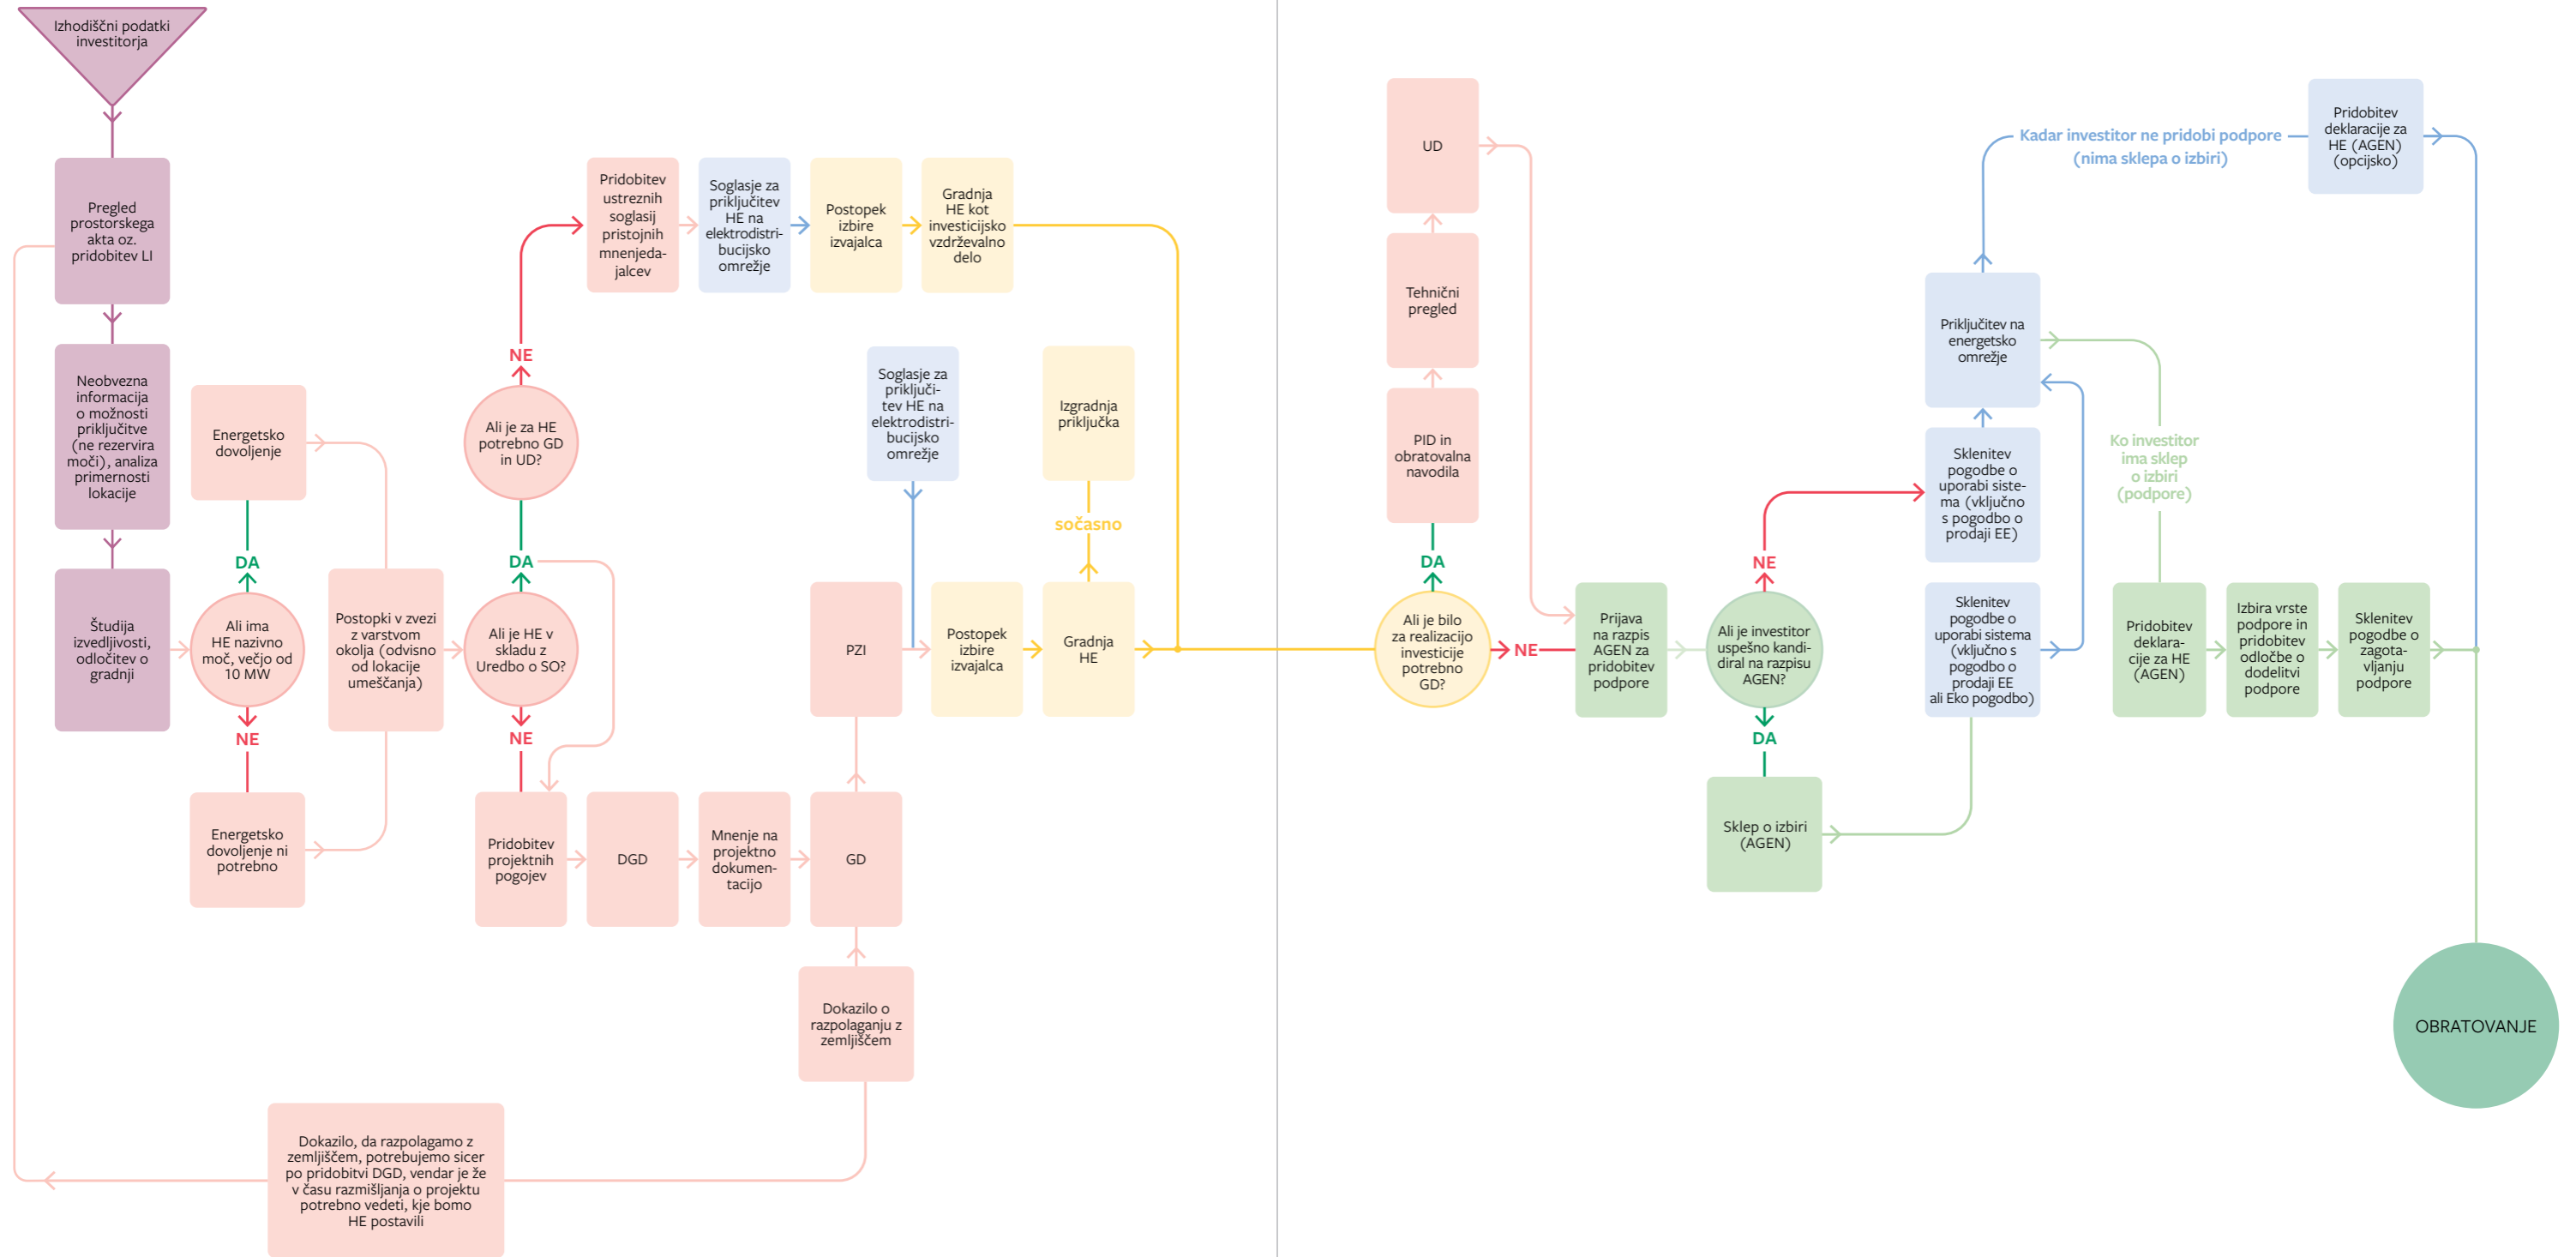 Izhodiščni podatki
investitorja
Pregled
prostorskega
akta oz.
pridobitev LI
Neobvezna
informacija
o možnosti
priključitve
(ne rezervira
moči), analiza
primernosti
lokacije
Študija
izvedljivosti,
odločitev o
gradnji
Energetsko
dovoljenje
DA
Ali ima
HE nazivno
moč, večjo od
10 MW
NE
Energetsko
dovoljenje ni
potrebno
Postopki v zvezi
z varstvom
okolja (odvisno
od lokacije
umeščanja)
NE
Ali je za HE
potrebno GD
in UD?
DA
Ali je HE v
skladu z
Uredbo o SO?
NE
Pridobitev
ustreznih
soglasij
pristojnih
mnenjeda-
jalcev
Soglasje za
priključitev
HE na
elektrodistri-
bucijsko
omrežje
Postopek
izbire
izvajalca
Gradnja
HE kot
investicijsko
vzdrževalno
delo
Soglasje za
priključi-
tev HE na
elektrodistri-
bucijsko
omrežje
Izgradnja
priključka
sočasno
PZI
Postopek
izbire
izvajalca
Gradnja
HE
Pridobitev
projektnih
pogojev
DGD
Mnenje na
projektno
dokumen-
tacijo
GD
Dokazilo o
razpolaganju z
zemljiščem
Dokazilo, da razpolagamo z
zemljiščem, potrebujemo sicer
po pridobitvi DGD, vendar je že
v času razmišljanja o projektu
potrebno vedeti, kje bomo
HE postavili
UD
Tehnični
pregled
PID in
obratovalna
navodila
DA
Ali je bilo
za realizacijo
investicije
potrebno
GD?
NE
Prijava
na razpis
AGEN za
pridobitev
podpore
NE
Ali je investitor
uspešno kandi-
diral na razpisu
AGEN?
DA
Sklep o izbiri
(AGEN)
Kadar investitor ne pridobi podpore
(nima sklepa o izbiri)
Pridobitev
deklaracije za
HE (AGEN)
(opcijsko)
Priključitev na
energetsko
omrežje
Sklenitev
pogodbe o
uporabi siste-
ma (vključno
s pogodbo o
prodaji EE)
Sklenitev
pogodbe o
uporabi sistema
(vključno s
pogodbo o
prodaji EE
ali Eko pogodbo)
Ko investitor
ima sklep
o izbiri
(podpore)
Pridobitev
deklara-
cije za HE
(AGEN)
Izbira vrste
podpore in
pridobitev
odločbe o
dodelitvi
podpore
Sklenitev
pogodbe o
zagota-
vljanju
podpore
OBRATOVANJE